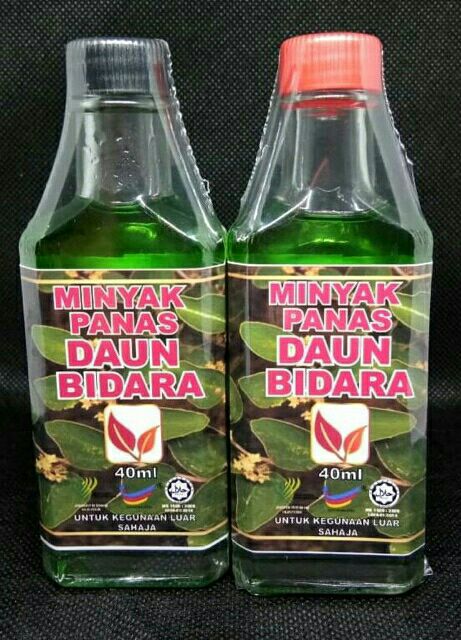 MINYAK
PANAS
DAUN
BIDARA
40ml
UNTUK KEGUNAAN LUAR
SAHAJA
MINYAK
PANAS
DAUN
BIDARA
40ml
UNTUK KEGUNAAN LUAR
SAHAJA